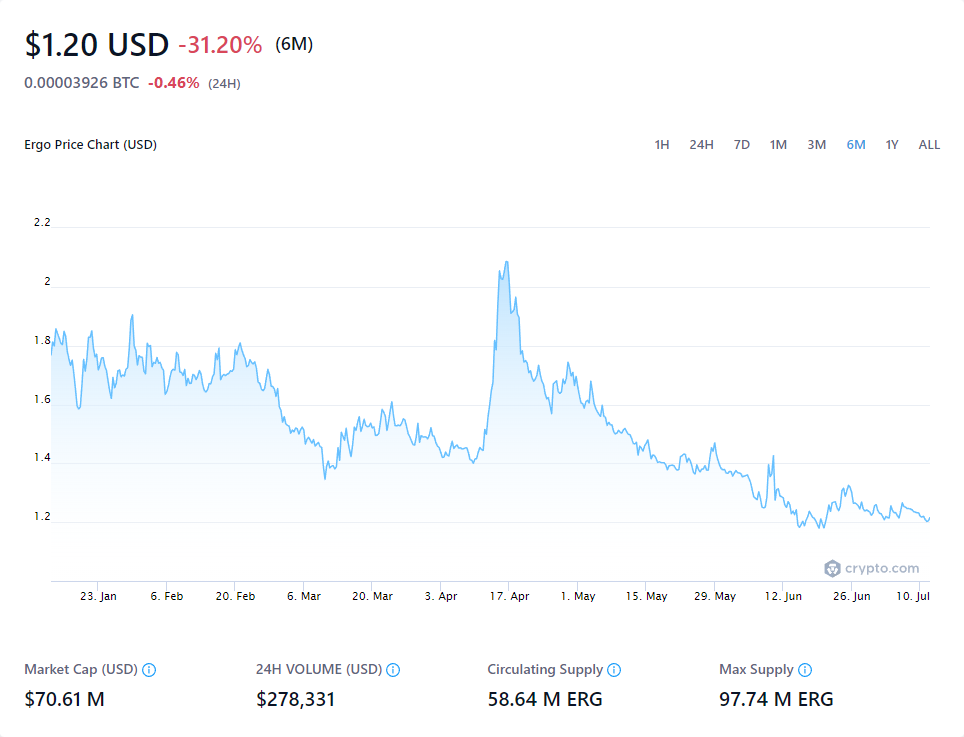 $1.20 USD -31.20% (6M)
0.00003926 BTC -0.46% (24H)
Ergo Price Chart (USD)
1H 24H 7D 1M 3M 6M 1Y ALL
2.2
2
1.8
1.6
1.4
1.2
crypto.com
23. Jan 6. Feb 20. Feb 6. Mar 20. Mar 3. Apr 17. Apr 1. May 15. May 29. May 12. Jun 26. Jun 10. Jul
Market Cap (USD) 24H VOLUME (USD) Circulating Supply Max Supply
$70.61 M $278,331 58.64 M ERG 97.74 M ERG